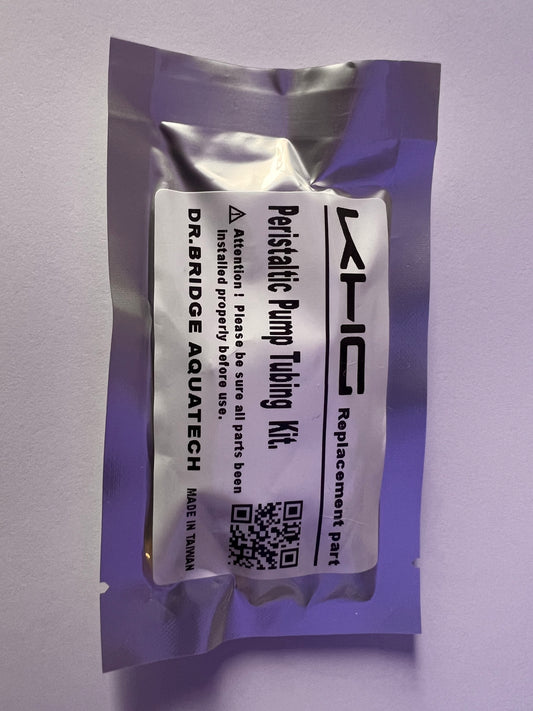 KHG Replacement part
Peristaltic Pump Tubing Kit.
⚠ Attention ! Please be sure all parts been
Installed properly before use.
DR.BRIDGE AQUATECH MADE IN TAIWAN